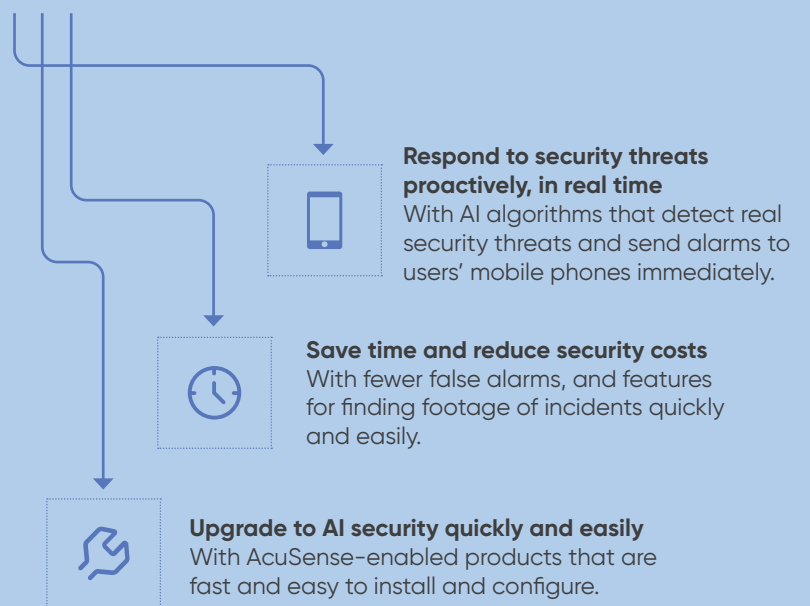 Respond to security threats
proactively, in real time
With AI algorithms that detect real
security threats and send alarms to
users’ mobile phones immediately.
Save time and reduce security costs
With fewer false alarms, and features
for finding footage of incidents quickly
and easily.
Upgrade to AI security quickly and easily
With AcuSense-enabled products that are
fast and easy to install and configure.